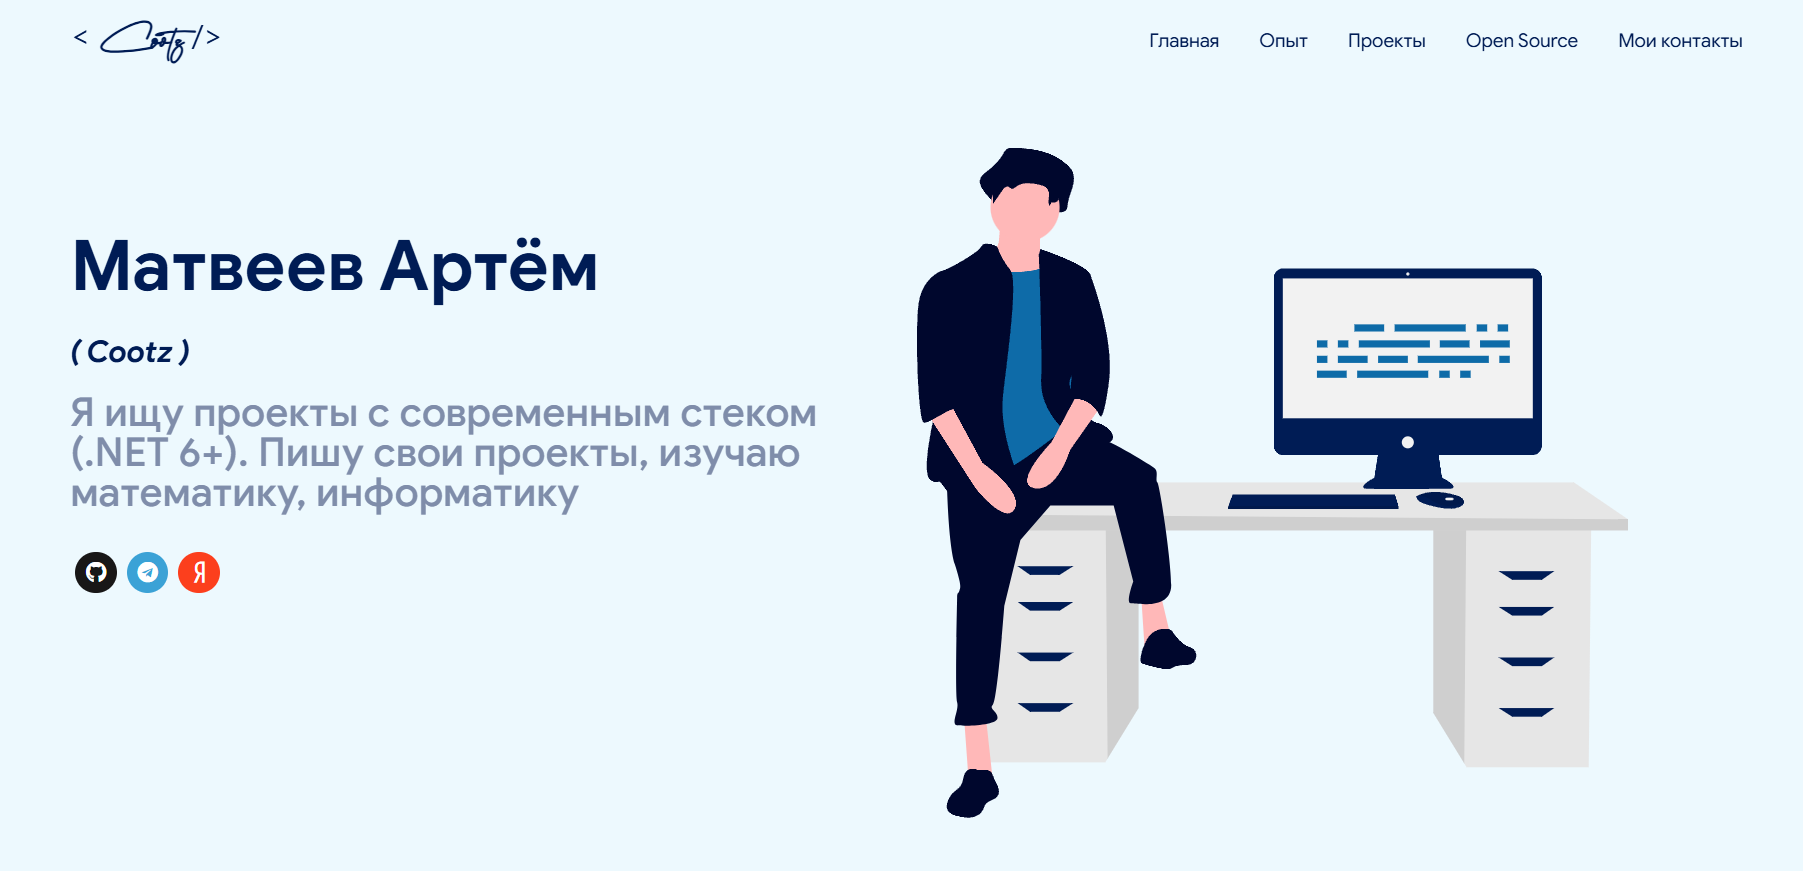 < Cootz />
Главная Опыт Проекты Open Source Мои контакты
Матвеев Артём
( Cootz )
Я ищу проекты с современным стеком
(.NET 6+). Пишу свои проекты, изучаю
математику, информатику
Я